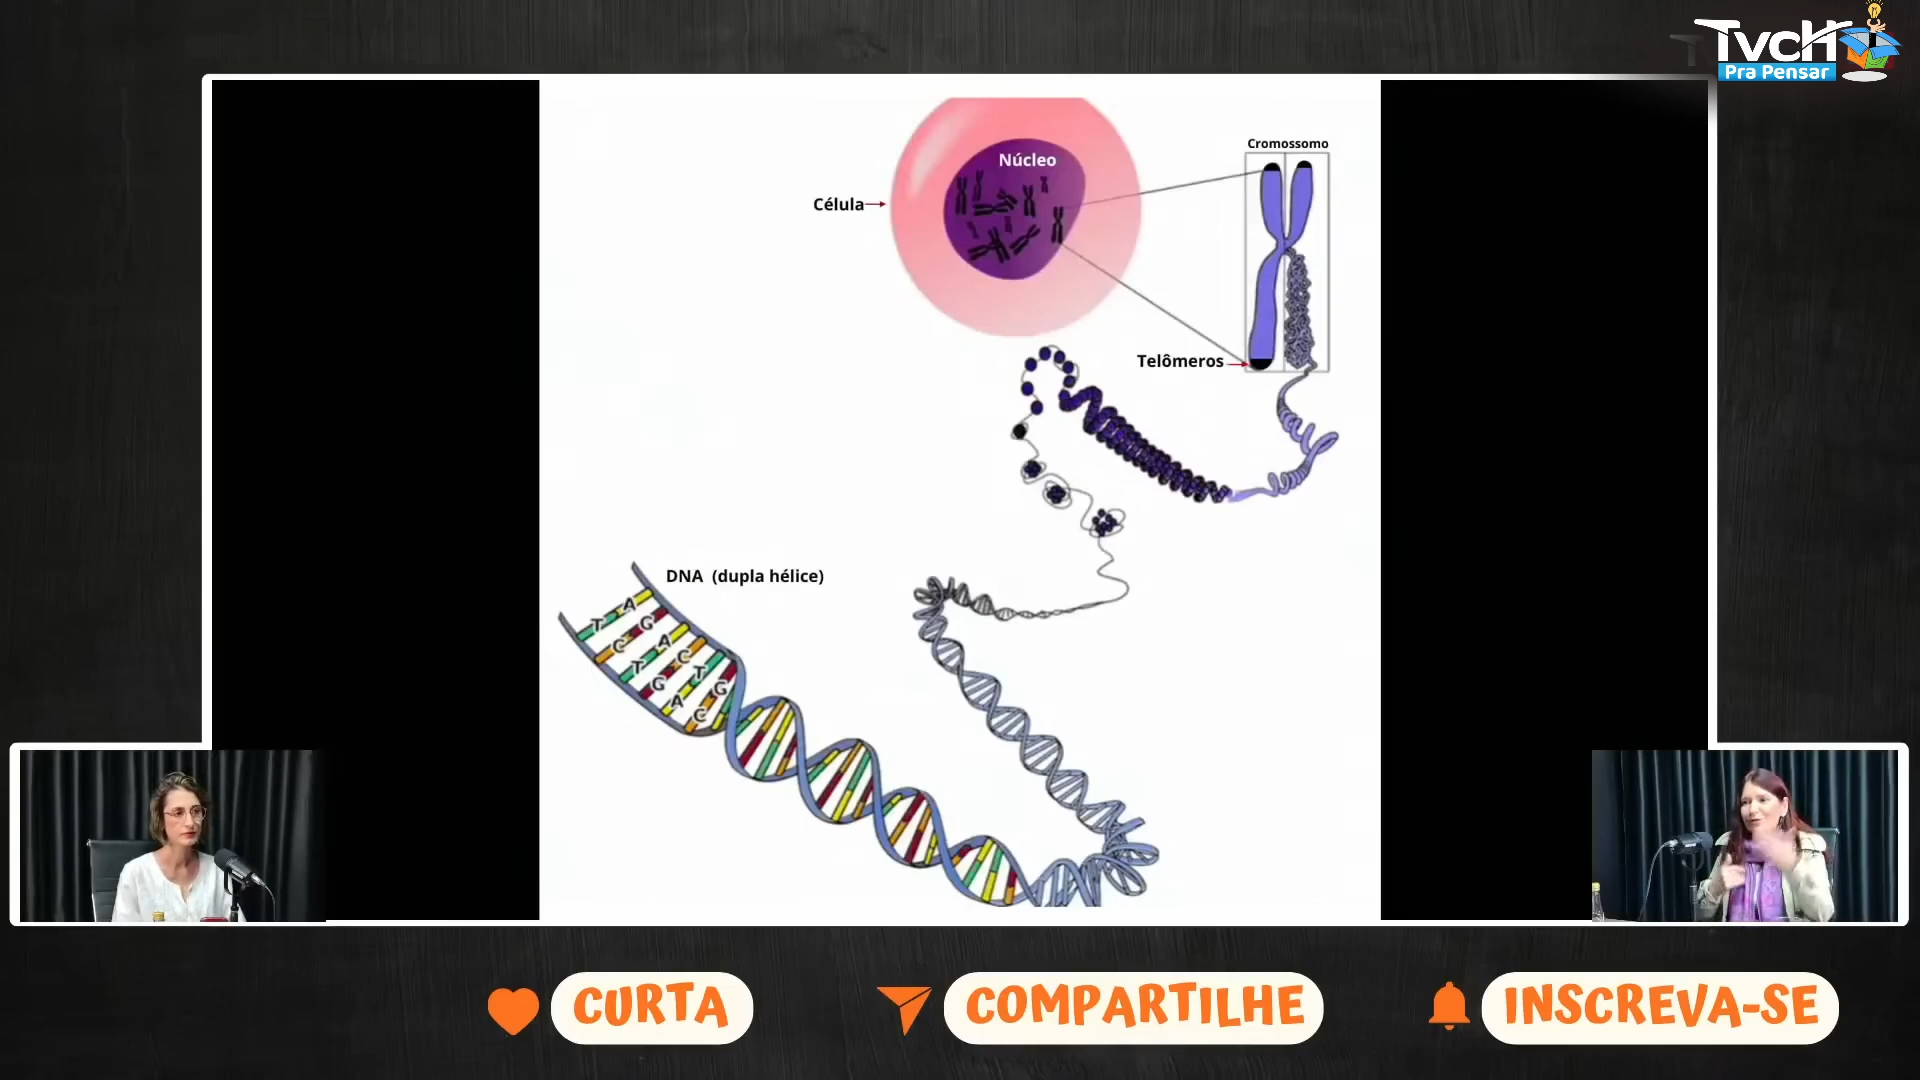 TvcH
Pra Pensar
Núcleo
Cromossomo
Célula
Telômeros
DNA (dupla hélice)
A
T
G
C
A
T
C
G
T
A
G
C
CURTA
COMPARTILHE
INSCREVA-SE